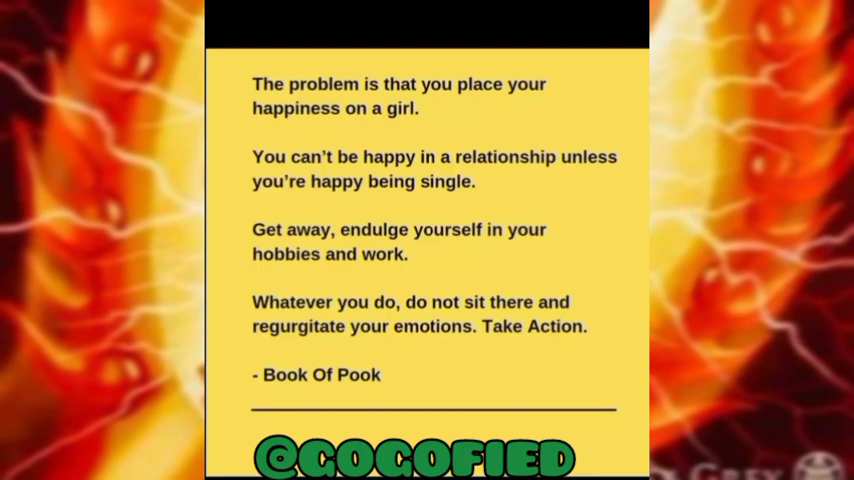 The problem is that you place your
happiness on a girl.
You can't be happy in a relationship unless
you're happy being single.
Get away, endulge yourself in your
hobbies and work.
Whatever you do, do not sit there and
regurgitate your emotions. Take Action.
- Book Of Pook
@GOGOFIED